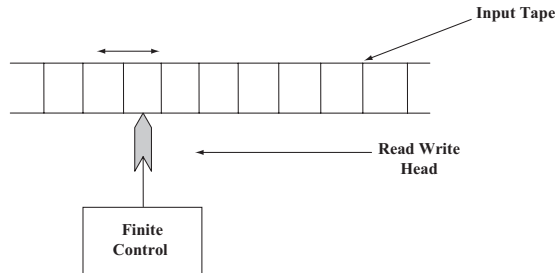 Input Tape
Read Write
Head
Finite
Control